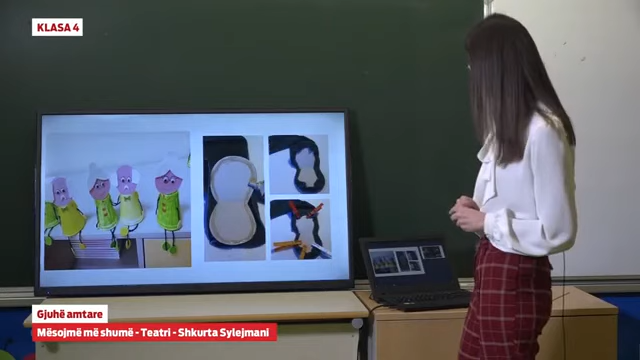 KLASA 4
Gjuhë amtare
Mësojmë më shumë - Teatri - Shkurta Sylejmani